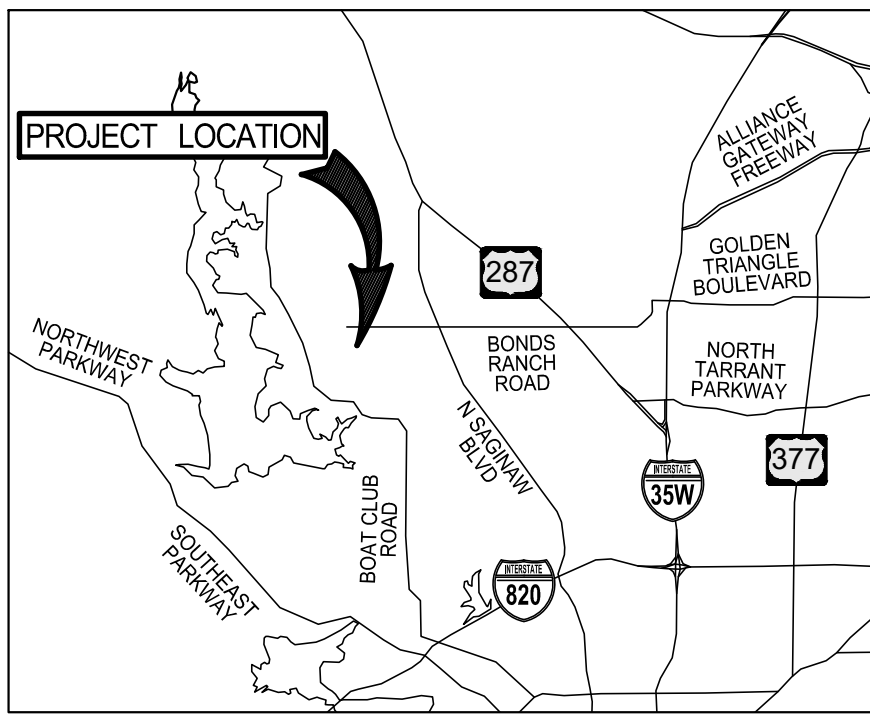 PROJECT LOCATION
ALLIANCE
GATEWAY
FREEWAY
287
GOLDEN
TRIANGLE
BOULEVARD
NORTHWEST
PARKWAY
BONDS
RANCH
ROAD
NORTH
TARRANT
PARKWAY
N SAGINAW
BLVD
377
INTERSTATE
35W
BOAT CLUB
ROAD
SOUTHEAST
PARKWAY
INTERSTATE
820